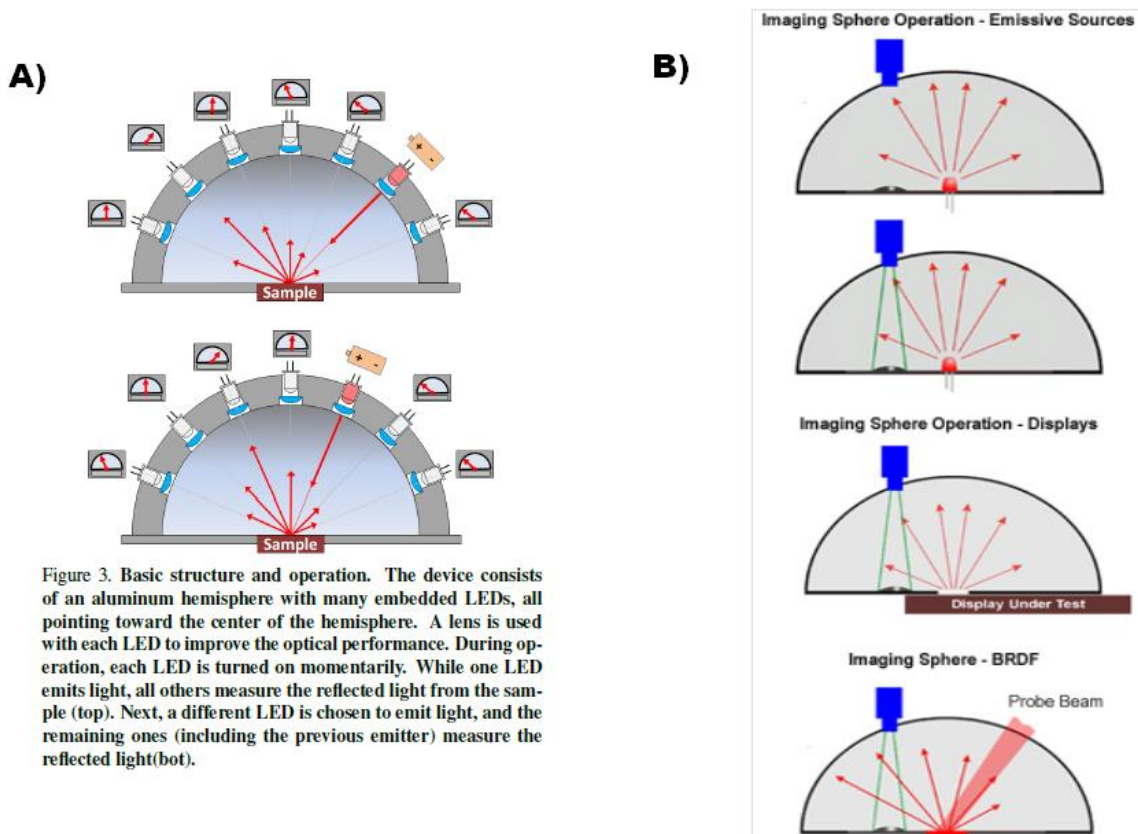 A)
+ -
Sample
+ -
Sample
Figure 3. Basic structure and operation. The device consists
of an aluminum hemisphere with many embedded LEDs, all
pointing toward the center of the hemisphere. A lens is used
with each LED to improve the optical performance. During op-
eration, each LED is turned on momentarily. While one LED
emits light, all others measure the reflected light from the sam-
ple (top). Next, a different LED is chosen to emit light, and the
remaining ones (including the previous emitter) measure the
reflected light(bot).
B)
Imaging Sphere Operation - Emissive Sources
Imaging Sphere Operation - Displays
Display Under Test
Imaging Sphere - BRDF
Probe Beam